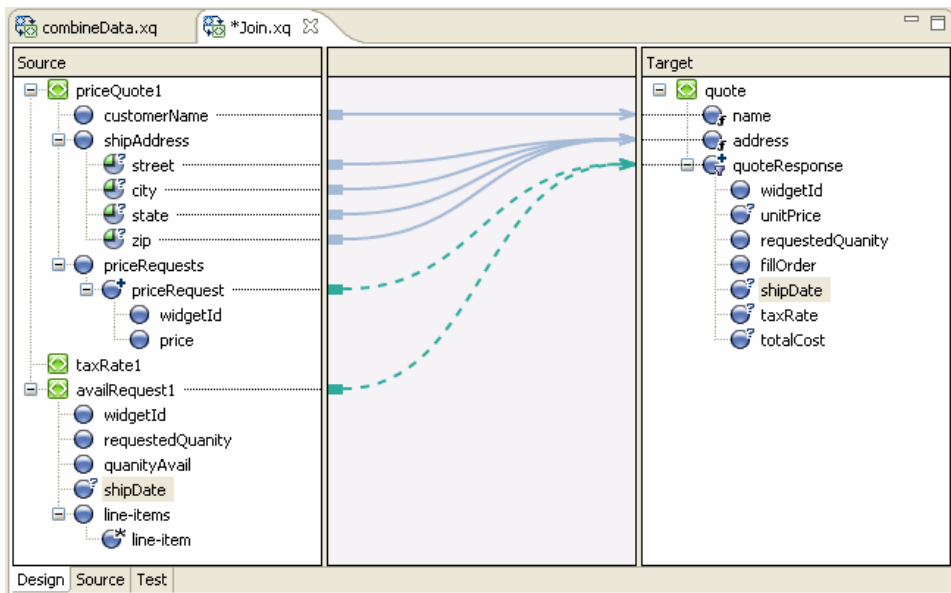 combineData.xq
*Join.xq
Source
priceQuote1
customerName
shipAddress
street
city
state
zip
priceRequests
priceRequest
widgetId
price
taxRate1
availRequest1
widgetId
requestedQuanity
quanityAvail
shipDate
line-items
line-item
Target
quote
name
address
quoteResponse
widgetId
unitPrice
requestedQuanity
fillOrder
shipDate
taxRate
totalCost
Design Source Test